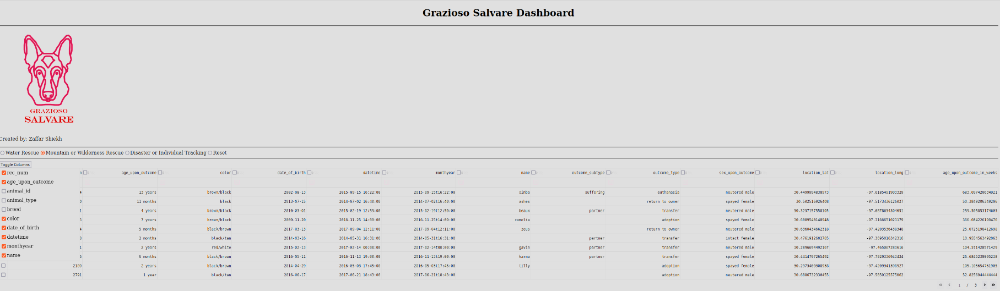 Grazioso Salvare Dashboard
GRAZIOSO
SALVARE
Created by: Zaffar Shiekh
Water Rescue Mountain or Wilderness Rescue Disaster or Individual Tracking Reset
Toggle Columns
rec_num age_upon_outcome color date_of_birth datetime monthyear name outcome_subtype outcome_type sex_upon_outcome location_lat location_long age_upon_outcome_in_weeks
age_upon_outcome
animal_id 4 13 years brown/black 2002-08-13 2015-09-15 16:22:00 2015-09-15t16:22:00 simba suffering euthanasia neutered male 30.4499994838973 -97.6185491903329 683.097420634921
animal_type 0 11 months black 2013-07-15 2014-07-02 16:40:00 2014-07-02t16:40:00 ashes return to owner spayed female 30.502516926408 -97.5173436126027 50.3849206349206
breed 1 4 years brown/black 2010-03-01 2015-02-19 12:59:00 2015-02-19t12:59:00 beaux partner transfer neutered male 30.3237157558105 -97.6078634304651 259.505853174603
color 3 7 years brown/black 2009-11-20 2016-11-25 14:09:00 2016-11-25t14:09:00 camelia adoption spayed female 30.6089540148048 -97.3166651023179 366.084226190476
date_of_birth 4 5 months black/brown 2017-03-13 2017-09-04 12:11:00 2017-09-04t12:11:00 zeus return to owner neutered male 30.6360434662318 -97.4203536438348 25.0725198412698
datetime 8 2 months black/tan 2014-03-16 2014-05-31 16:31:00 2014-05-31t16:31:00 partner transfer intact female 30.4761912602785 -97.3695016342316 10.9554563492063
monthyear 1 2 years red/white 2015-02-13 2017-02-14 00:00:00 2017-02-14t00:00:00 gavin partner transfer neutered male 30.2896694492167 -97.465067283616 104.571428571429
name 6 6 months black/brown 2016-05-11 2016-11-13 19:00:00 2016-11-13t19:00:00 karma partner transfer spayed female 30.4414797265492 -97.7029336943424 26.6845238095238
2109 2 years black/brown 2014-04-29 2016-05-03 17:45:00 2016-05-03t17:45:00 tilly adoption spayed female 30.2973409300938 -97.4209341398927 105.105654761905
2791 1 year black/tan 2016-06-17 2017-06-21 18:43:00 2017-06-21t18:43:00 adoption neutered male 30.6886732330455 -97.5859125575062 52.8256944444444
1 / 3